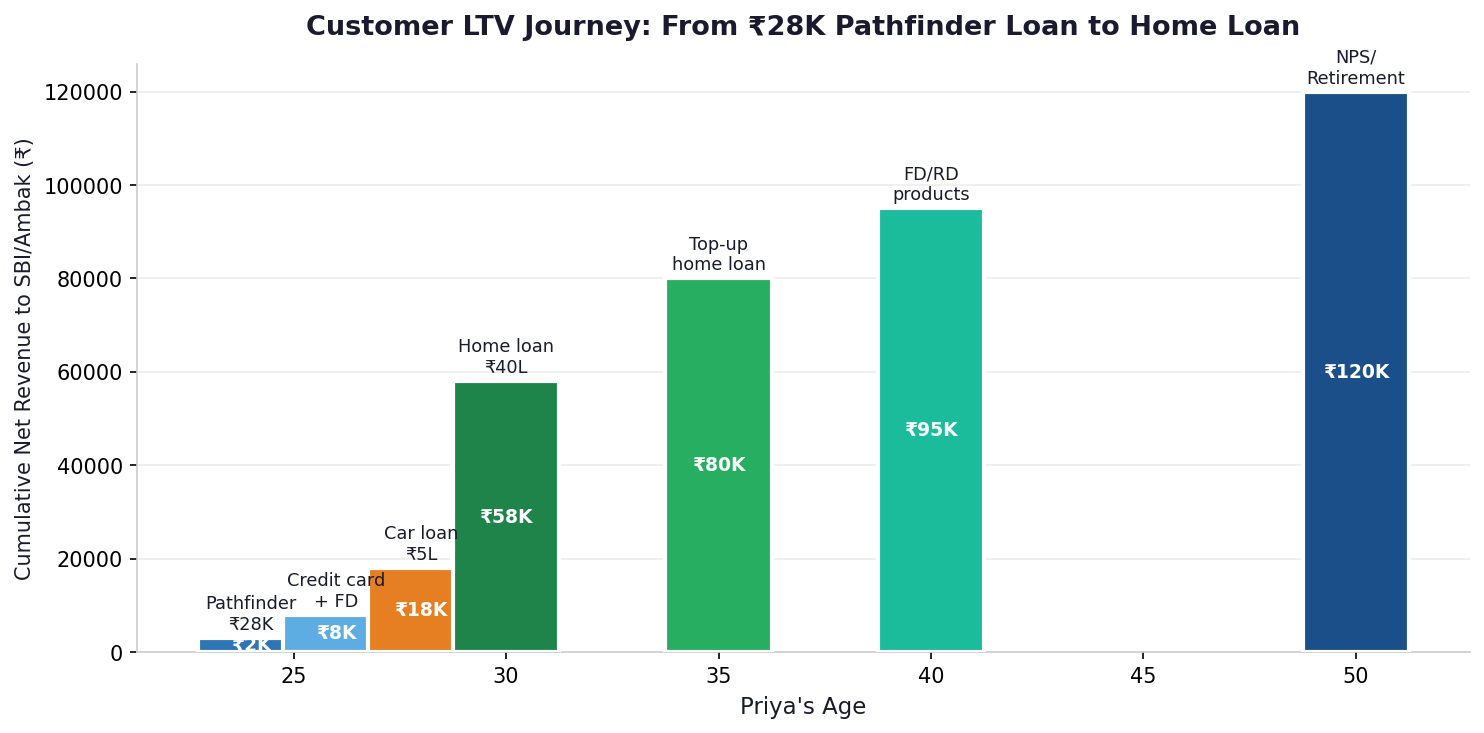 Customer LTV Journey: From ₹28K Pathfinder Loan to Home Loan
Cumulative Net Revenue to SBI/Ambak (₹)
120000
100000
80000
60000
40000
20000
0
Pathfinder
₹28K
₹2K
Credit card
+ FD
₹8K
Car loan
₹5L
₹18K
Home loan
₹40L
₹58K
Top-up
home loan
₹80K
FD/RD
products
₹95K
NPS/
Retirement
₹120K
25
30
35
40
45
50
Priya's Age